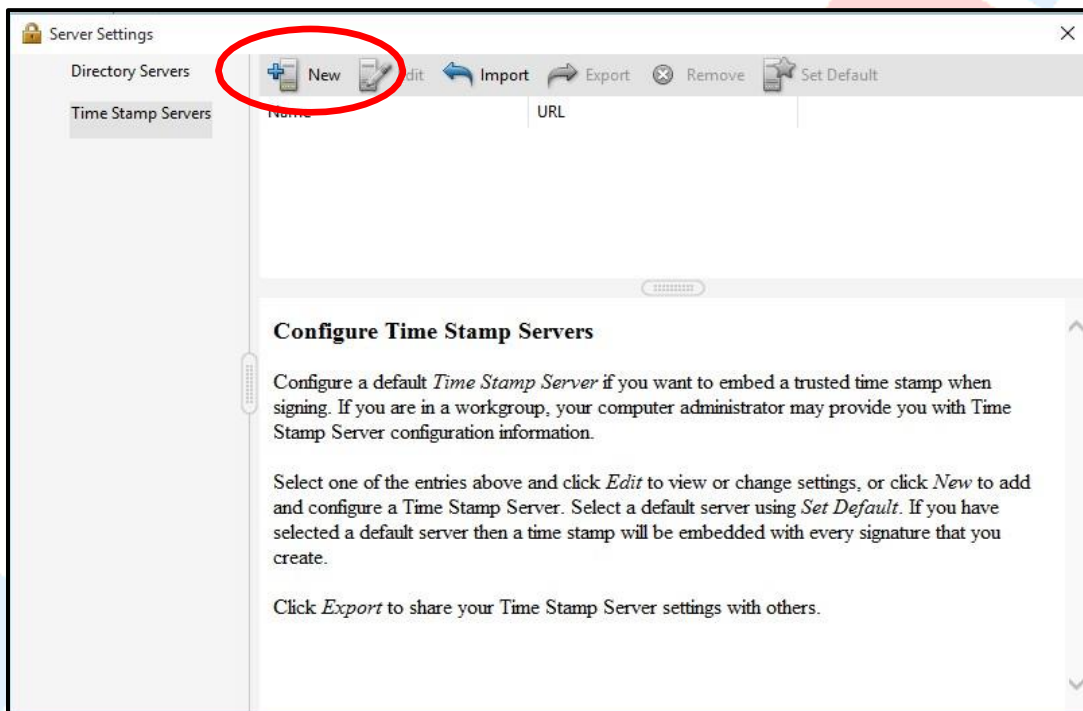 Server Settings
Directory Servers
Time Stamp Servers
New Edit Import Export Remove Set Default
Name URL
Configure Time Stamp Servers
Configure a default Time Stamp Server if you want to embed a trusted time stamp when
signing. If you are in a workgroup, your computer administrator may provide you with Time
Stamp Server configuration information.
Select one of the entries above and click Edit to view or change settings, or click New to add
and configure a Time Stamp Server. Select a default server using Set Default. If you have
selected a default server then a time stamp will be embedded with every signature that you
create.
Click Export to share your Time Stamp Server settings with others.